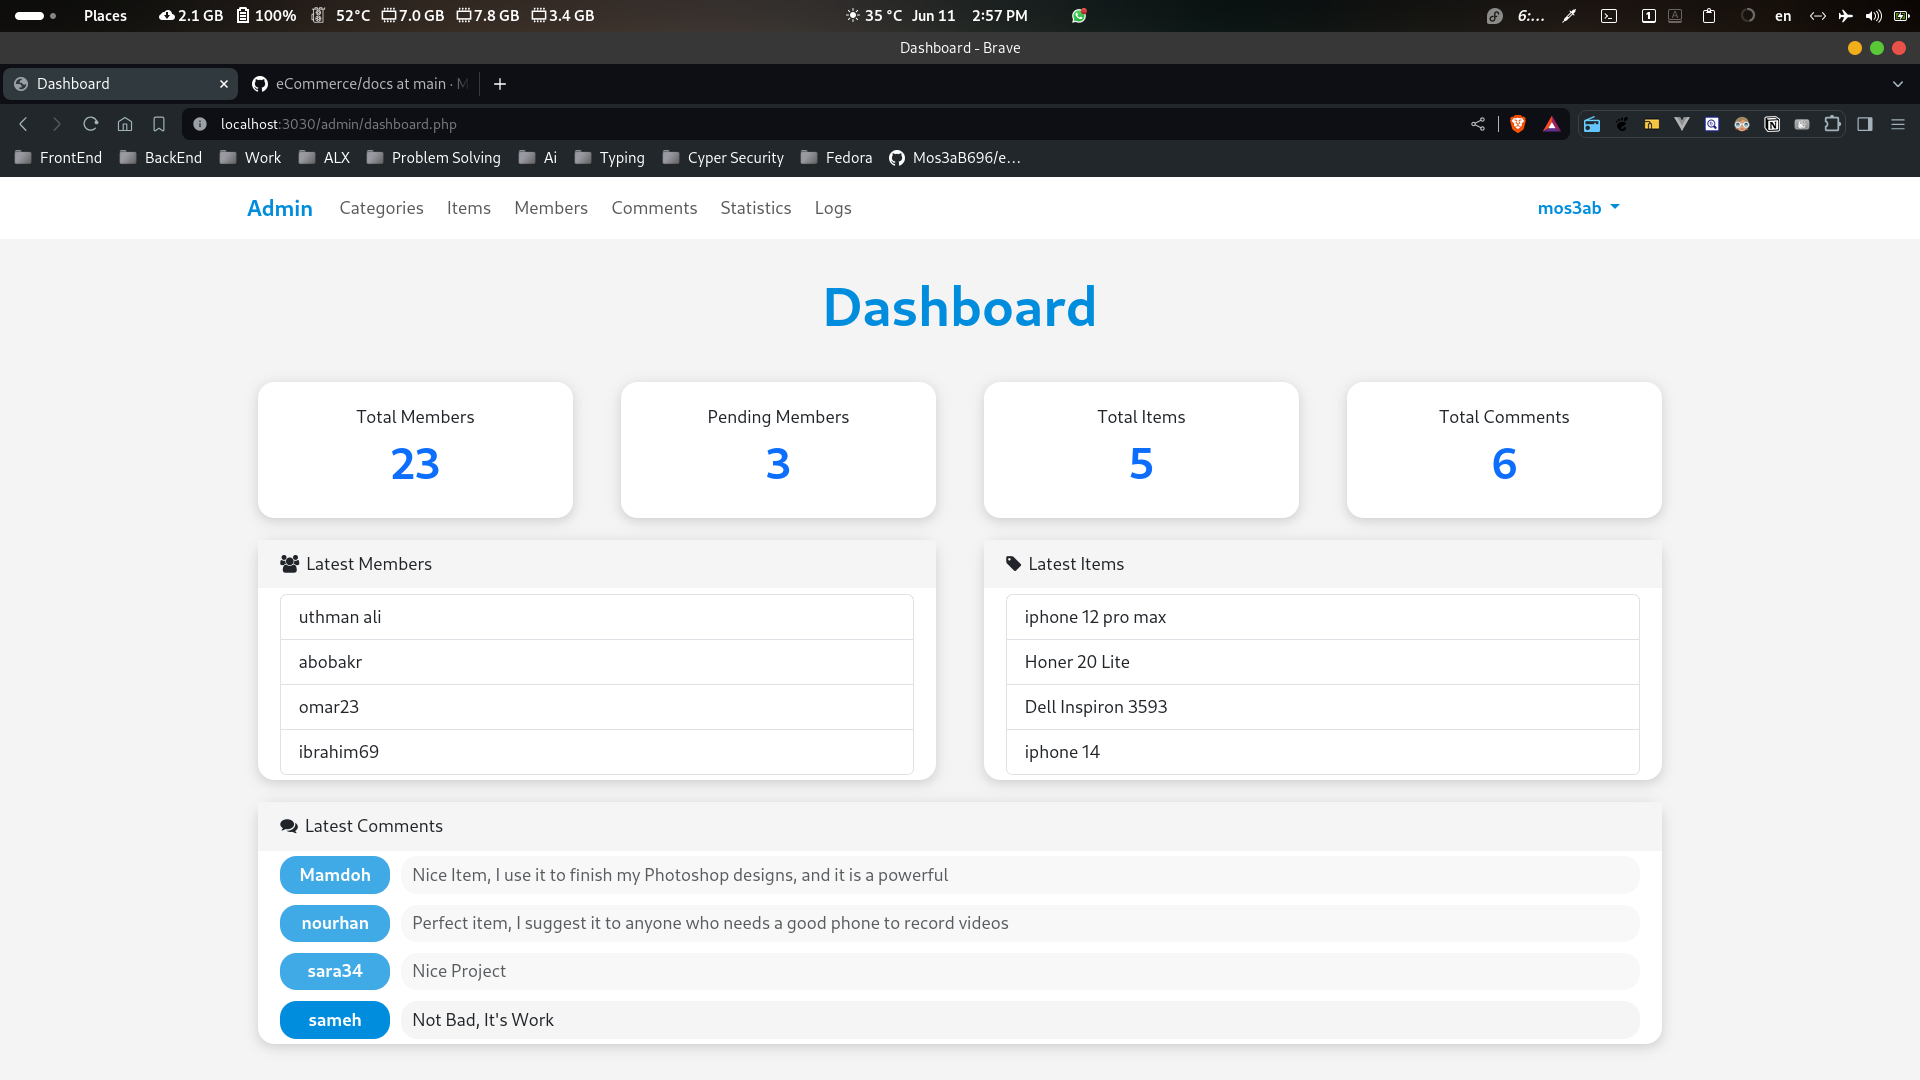 Places 2.1 GB 100% 52°C 7.0 GB 7.8 GB 3.4 GB 35 °C Jun 11 2:57 PM 6:... 1 A en
Dashboard - Brave
Dashboard eCommerce/docs at main · M
localhost:3030/admin/dashboard.php
FrontEnd BackEnd Work ALX Problem Solving Ai Typing Cyper Security Fedora Mos3aB696/e...
Admin Categories Items Members Comments Statistics Logs mos3ab
Dashboard
Total Members Pending Members Total Items Total Comments
23 3 5 6
Latest Members
uthman ali
abobakr
omar23
ibrahim69
Latest Items
iphone 12 pro max
Honer 20 Lite
Dell Inspiron 3593
iphone 14
Latest Comments
Mamdoh Nice Item, I use it to finish my Photoshop designs, and it is a powerful
nourhan Perfect item, I suggest it to anyone who needs a good phone to record videos
sara34 Nice Project
sameh Not Bad, It's Work